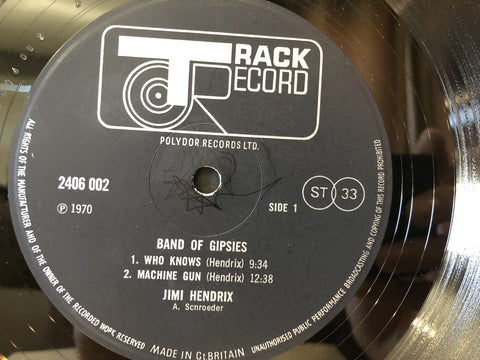 TRACK
RECORD
POLYDOR RECORDS LTD.
2406 002
℗ 1970
SIDE 1
ST 33
BAND OF GIPSIES
1. WHO KNOWS (Hendrix) 9:34
2. MACHINE GUN (Hendrix) 12:38
JIMI HENDRIX
A. Schroeder
ALL RIGHTS OF THE MANUFACTURER AND OF THE OWNER OF THE RECORDED WORK RESERVED
UNAUTHORISED PUBLIC PERFORMANCE BROADCASTING AND COPYING OF THIS RECORD PROHIBITED
MADE IN Gt. BRITAIN